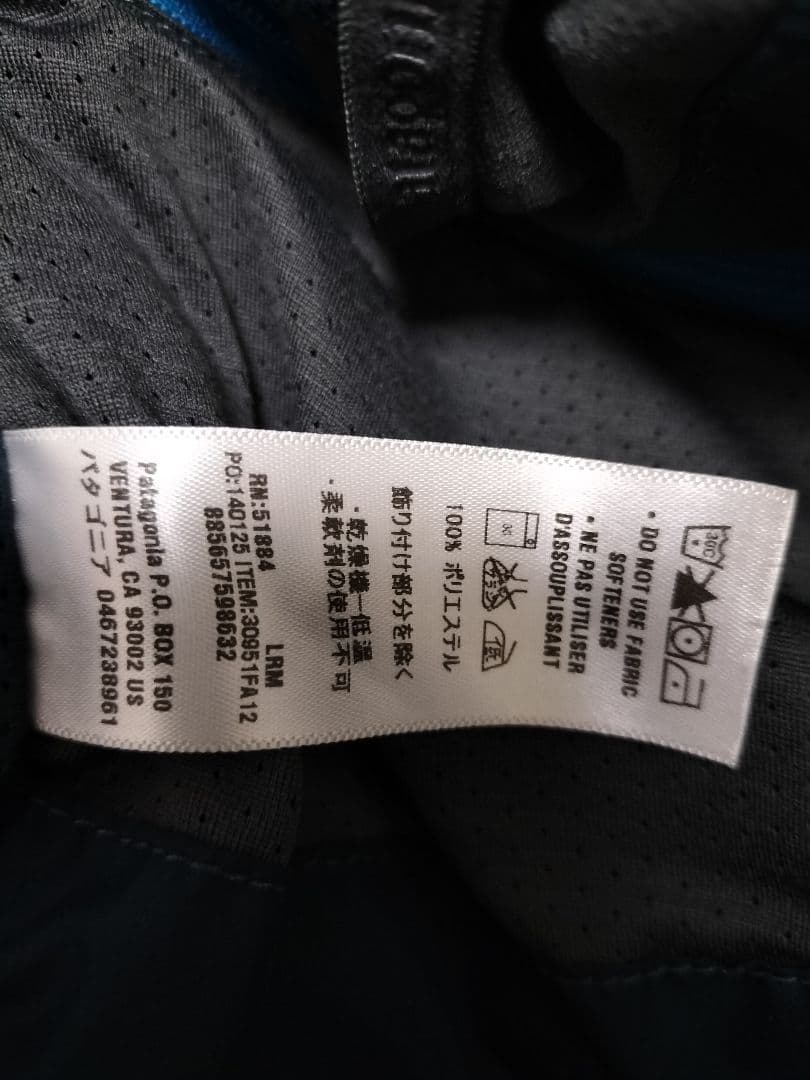 • DO NOT USE FABRIC
SOFTENERS
• NE PAS UTILISER
D'ASSOUPLISSANT
100% ポリエステル
飾り付け部分を除く
・乾燥機ー低温
・柔軟剤の使用不可
RN:51884 LRM
PO:140125 ITEM:30951FA12
885657598632
Patagonia P.O. BOX 150
VENTURA, CA 93002 US
パタゴニア 0467238961